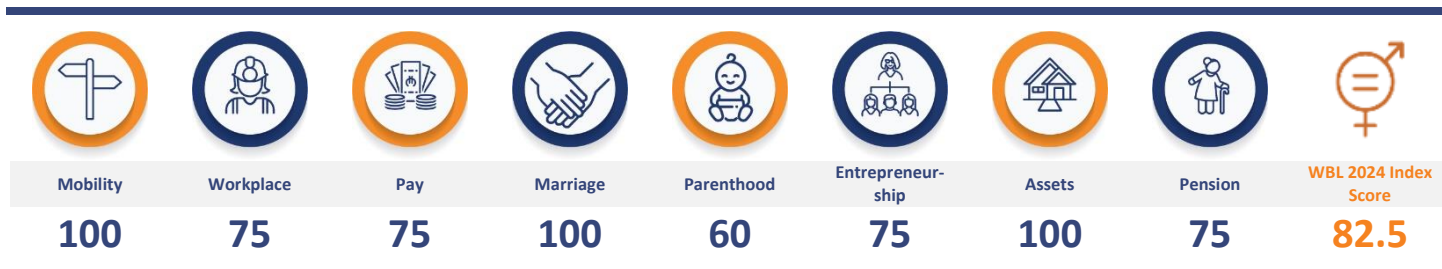 Mobility
Workplace
Pay
Marriage
Parenthood
Entrepreneur-
ship
Assets
Pension
WBL 2024 Index
Score
100
75
75
100
60
75
100
75
82.5